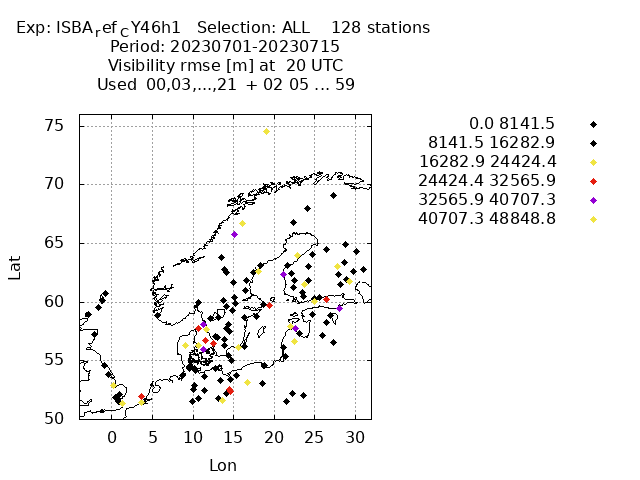 Exp: ISBA_ref_CY46h1   Selection: ALL    128 stations
Period: 20230701-20230715
Visibility rmse [m] at  20 UTC
Used  00,03,...,21  + 02 05 ... 59
0.0 8141.5
8141.5 16282.9
16282.9 24424.4
24424.4 32565.9
32565.9 40707.3
40707.3 48848.8
75
70
65
60
55
50
Lat
0 5 10 15 20 25 30
Lon